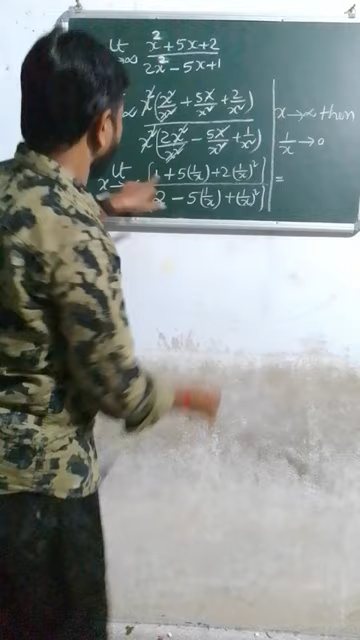 lt x² + 5x + 2
→∞ 2x² - 5x + 1
∞ x²(x²/x² + 5x/x² + 2/x²)
x²(2x²/x² - 5x/x² + 1/x²)
lt [1 + 5(1/x) + 2(1/x)²] =
x→ 2 - 5(1/x) + (1/x)²]
x→∞ then
1/x → 0